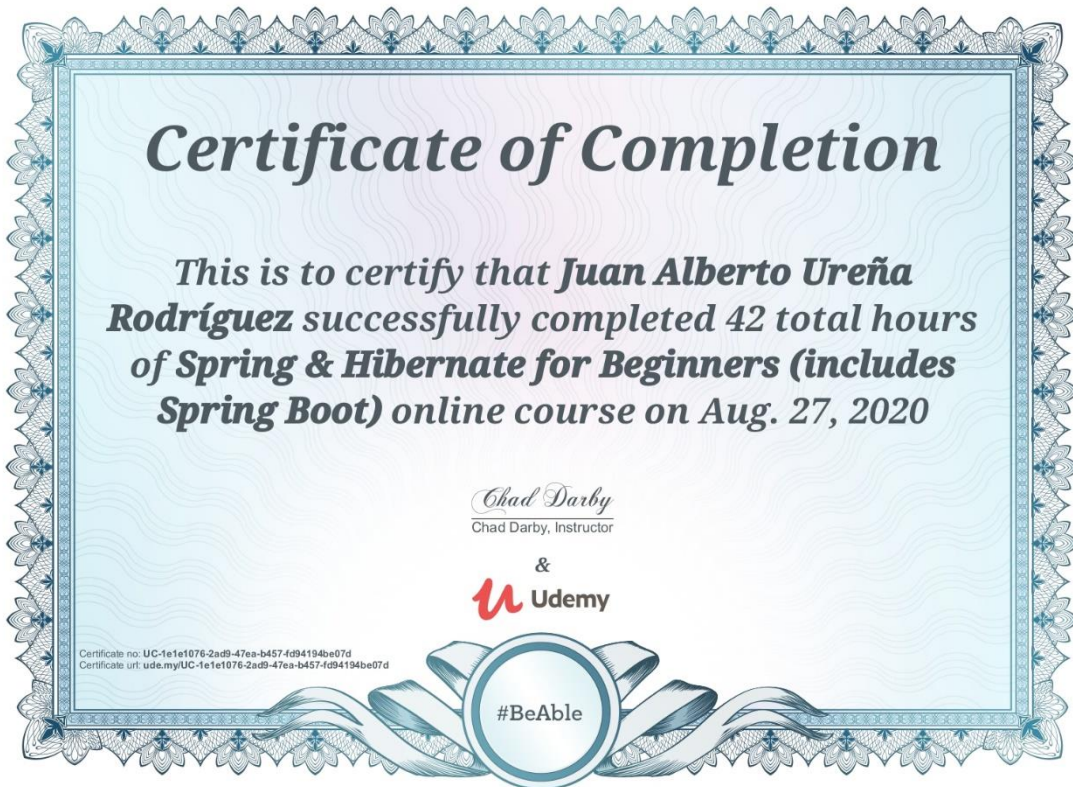 Certificate of Completion
This is to certify that Juan Alberto Ureña
Rodríguez successfully completed 42 total hours
of Spring & Hibernate for Beginners (includes
Spring Boot) online course on Aug. 27, 2020
Chad Darby
Chad Darby, Instructor
&
Udemy
Certificate no: UC-1e1e1076-2ad9-47ea-b457-fd94194be07d
Certificate url: ude.my/UC-1e1e1076-2ad9-47ea-b457-fd94194be07d
#BeAble